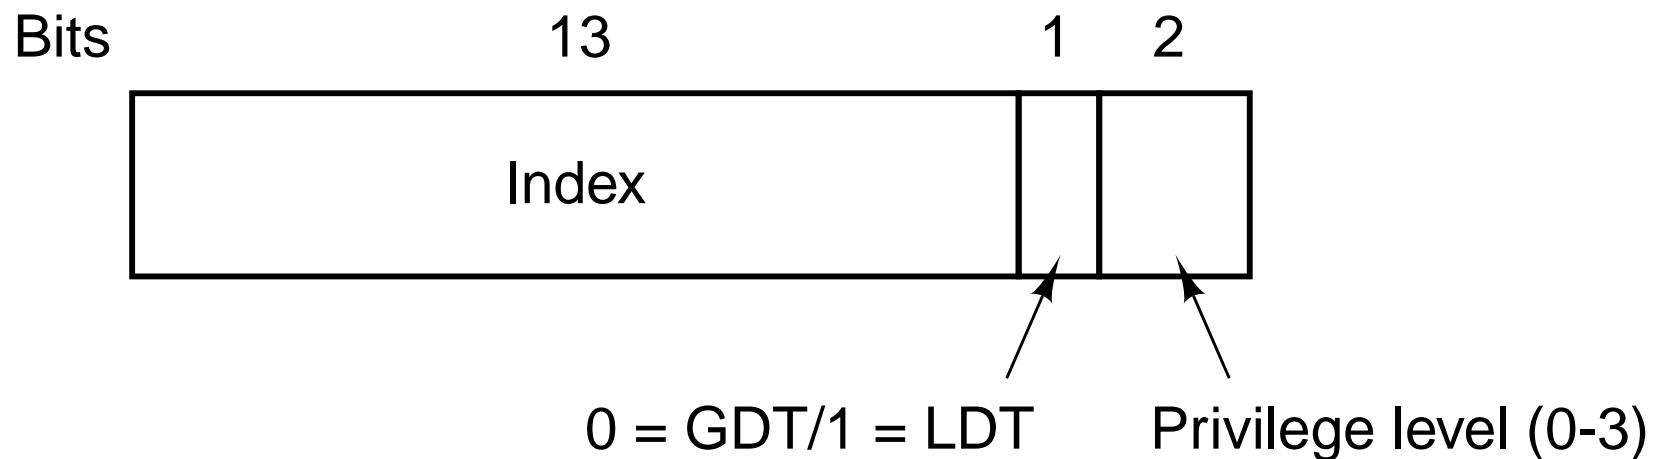 Bits 13 1 2
Index
0 = GDT/1 = LDT Privilege level (0-3)